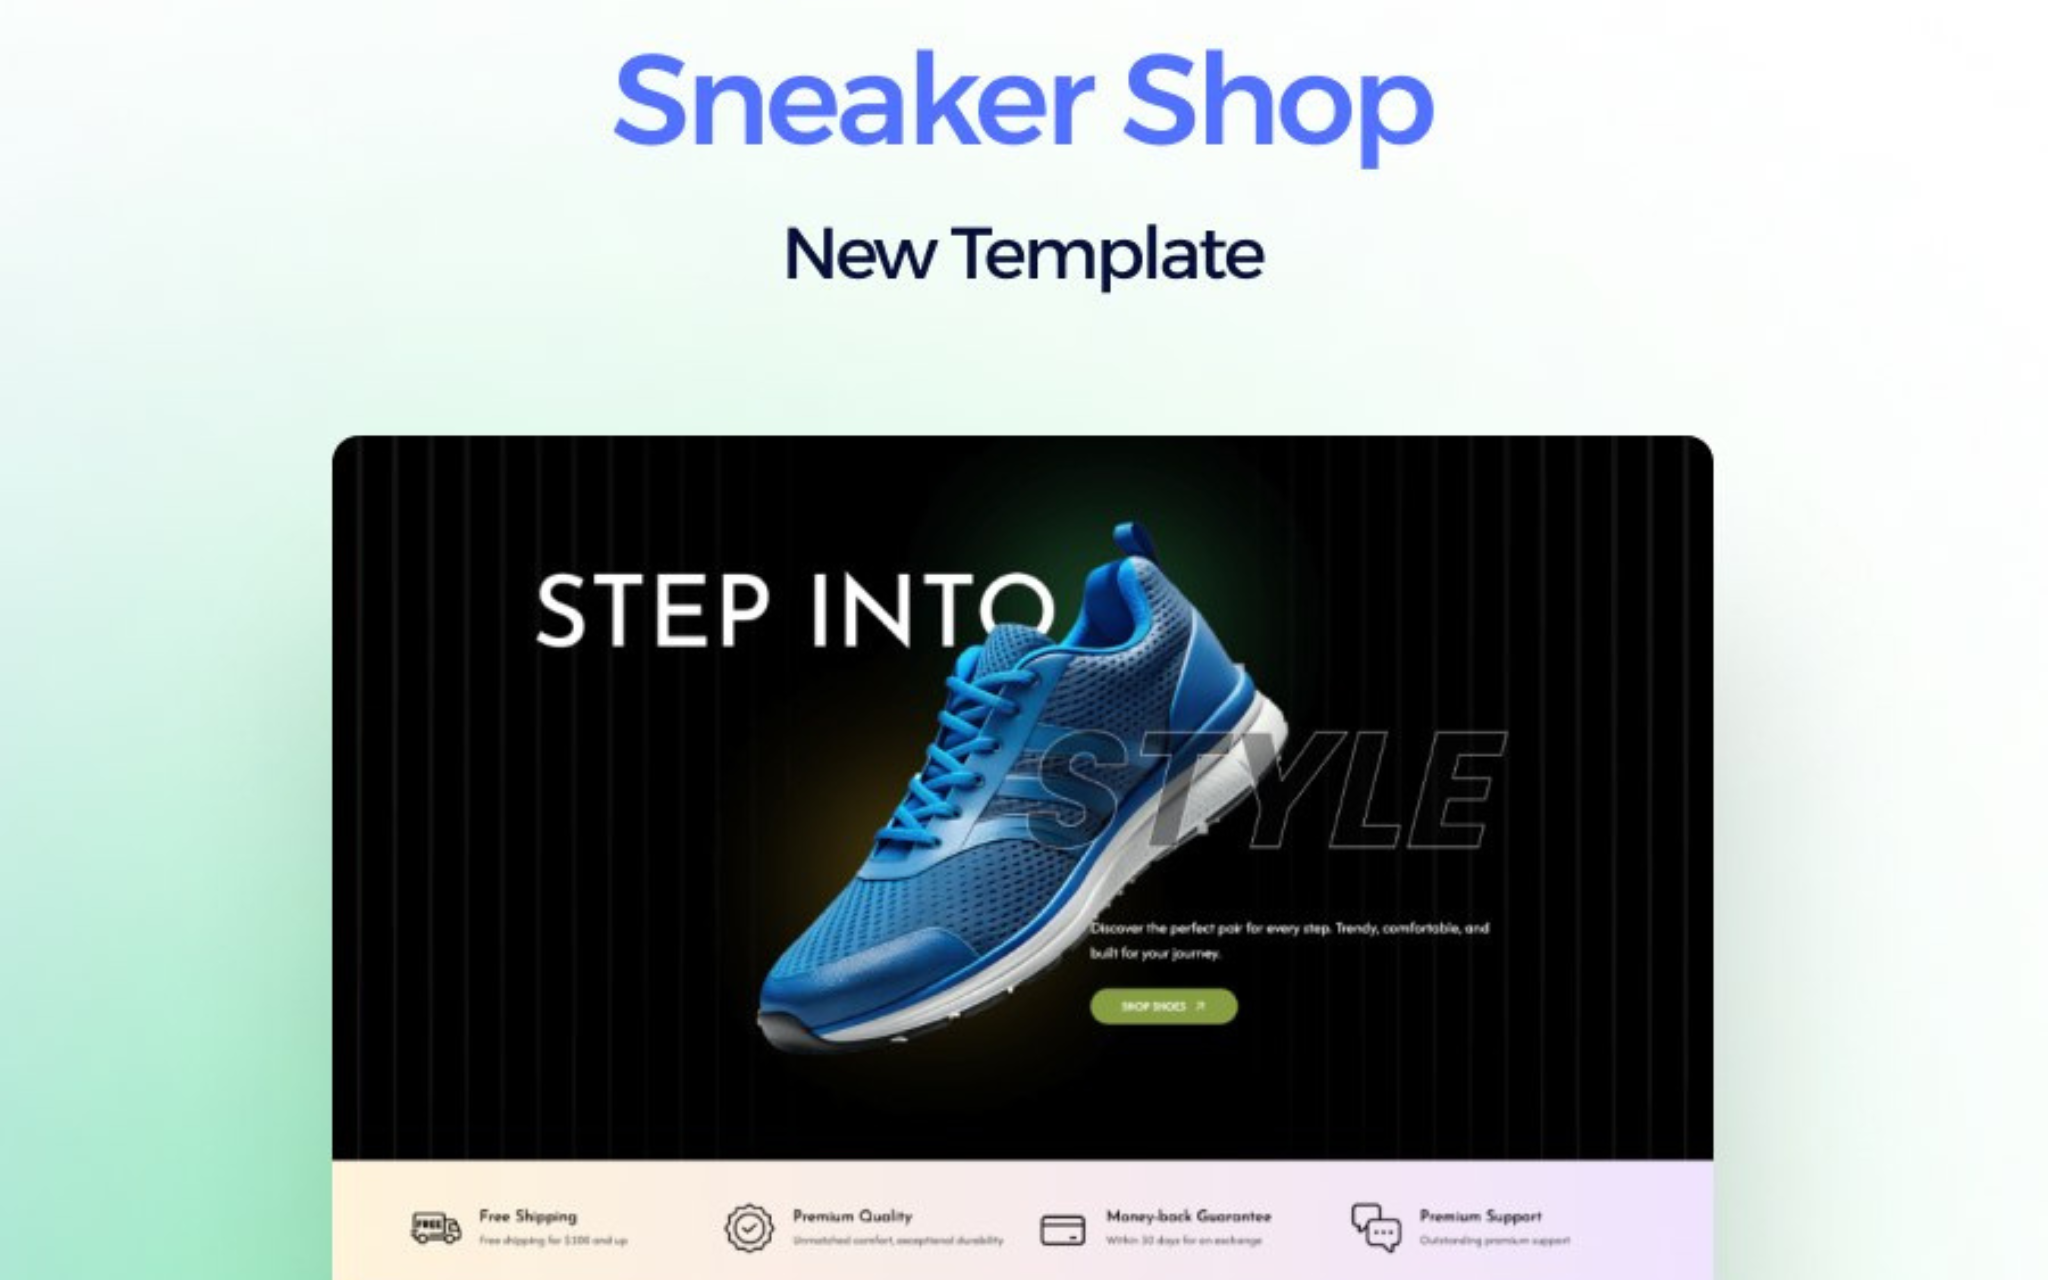 Sneaker Shop
New Template
STEP INTO
STYLE
Discover the perfect pair for every step. Trendy, comfortable, and
built for your journey.
SHOP SHOES
FREE
Free Shipping
Free shipping for $100 and up
Premium Quality
Unmatched comfort, exceptional durability
Money-back Guarantee
Within 30 days for an exchange
Premium Support
Outstanding premium support